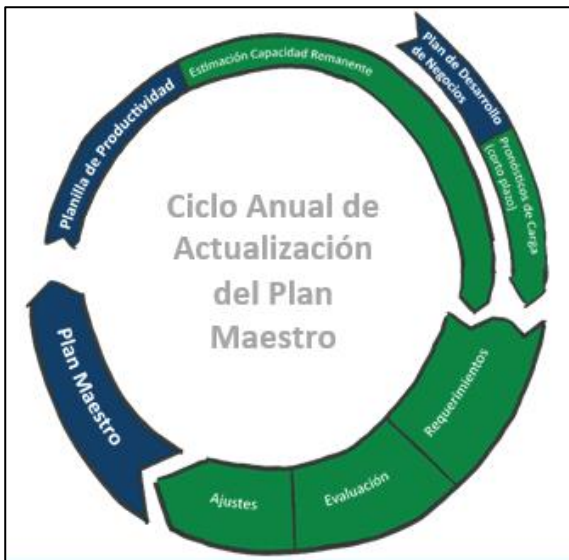 Planilla de Productividad
Estimación Capacidad Remanente
Plan de Desarrollo
de Negocios
Pronósticos de Carga
(corto plazo)
Ciclo Anual de
Actualización
del Plan
Maestro
Plan Maestro
Requerimientos
Evaluación
Ajustes